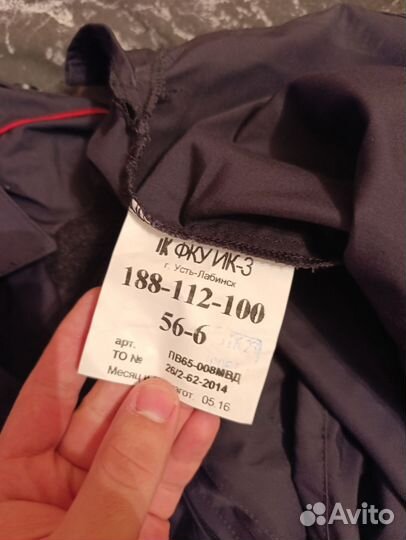 ФКУ ИК-3
г. Усть-Лабинск
188-112-100
56-6
арт. ПВ65-008МВД
ТО № 26/2-62-2014
Месяц и 05.16
Avito